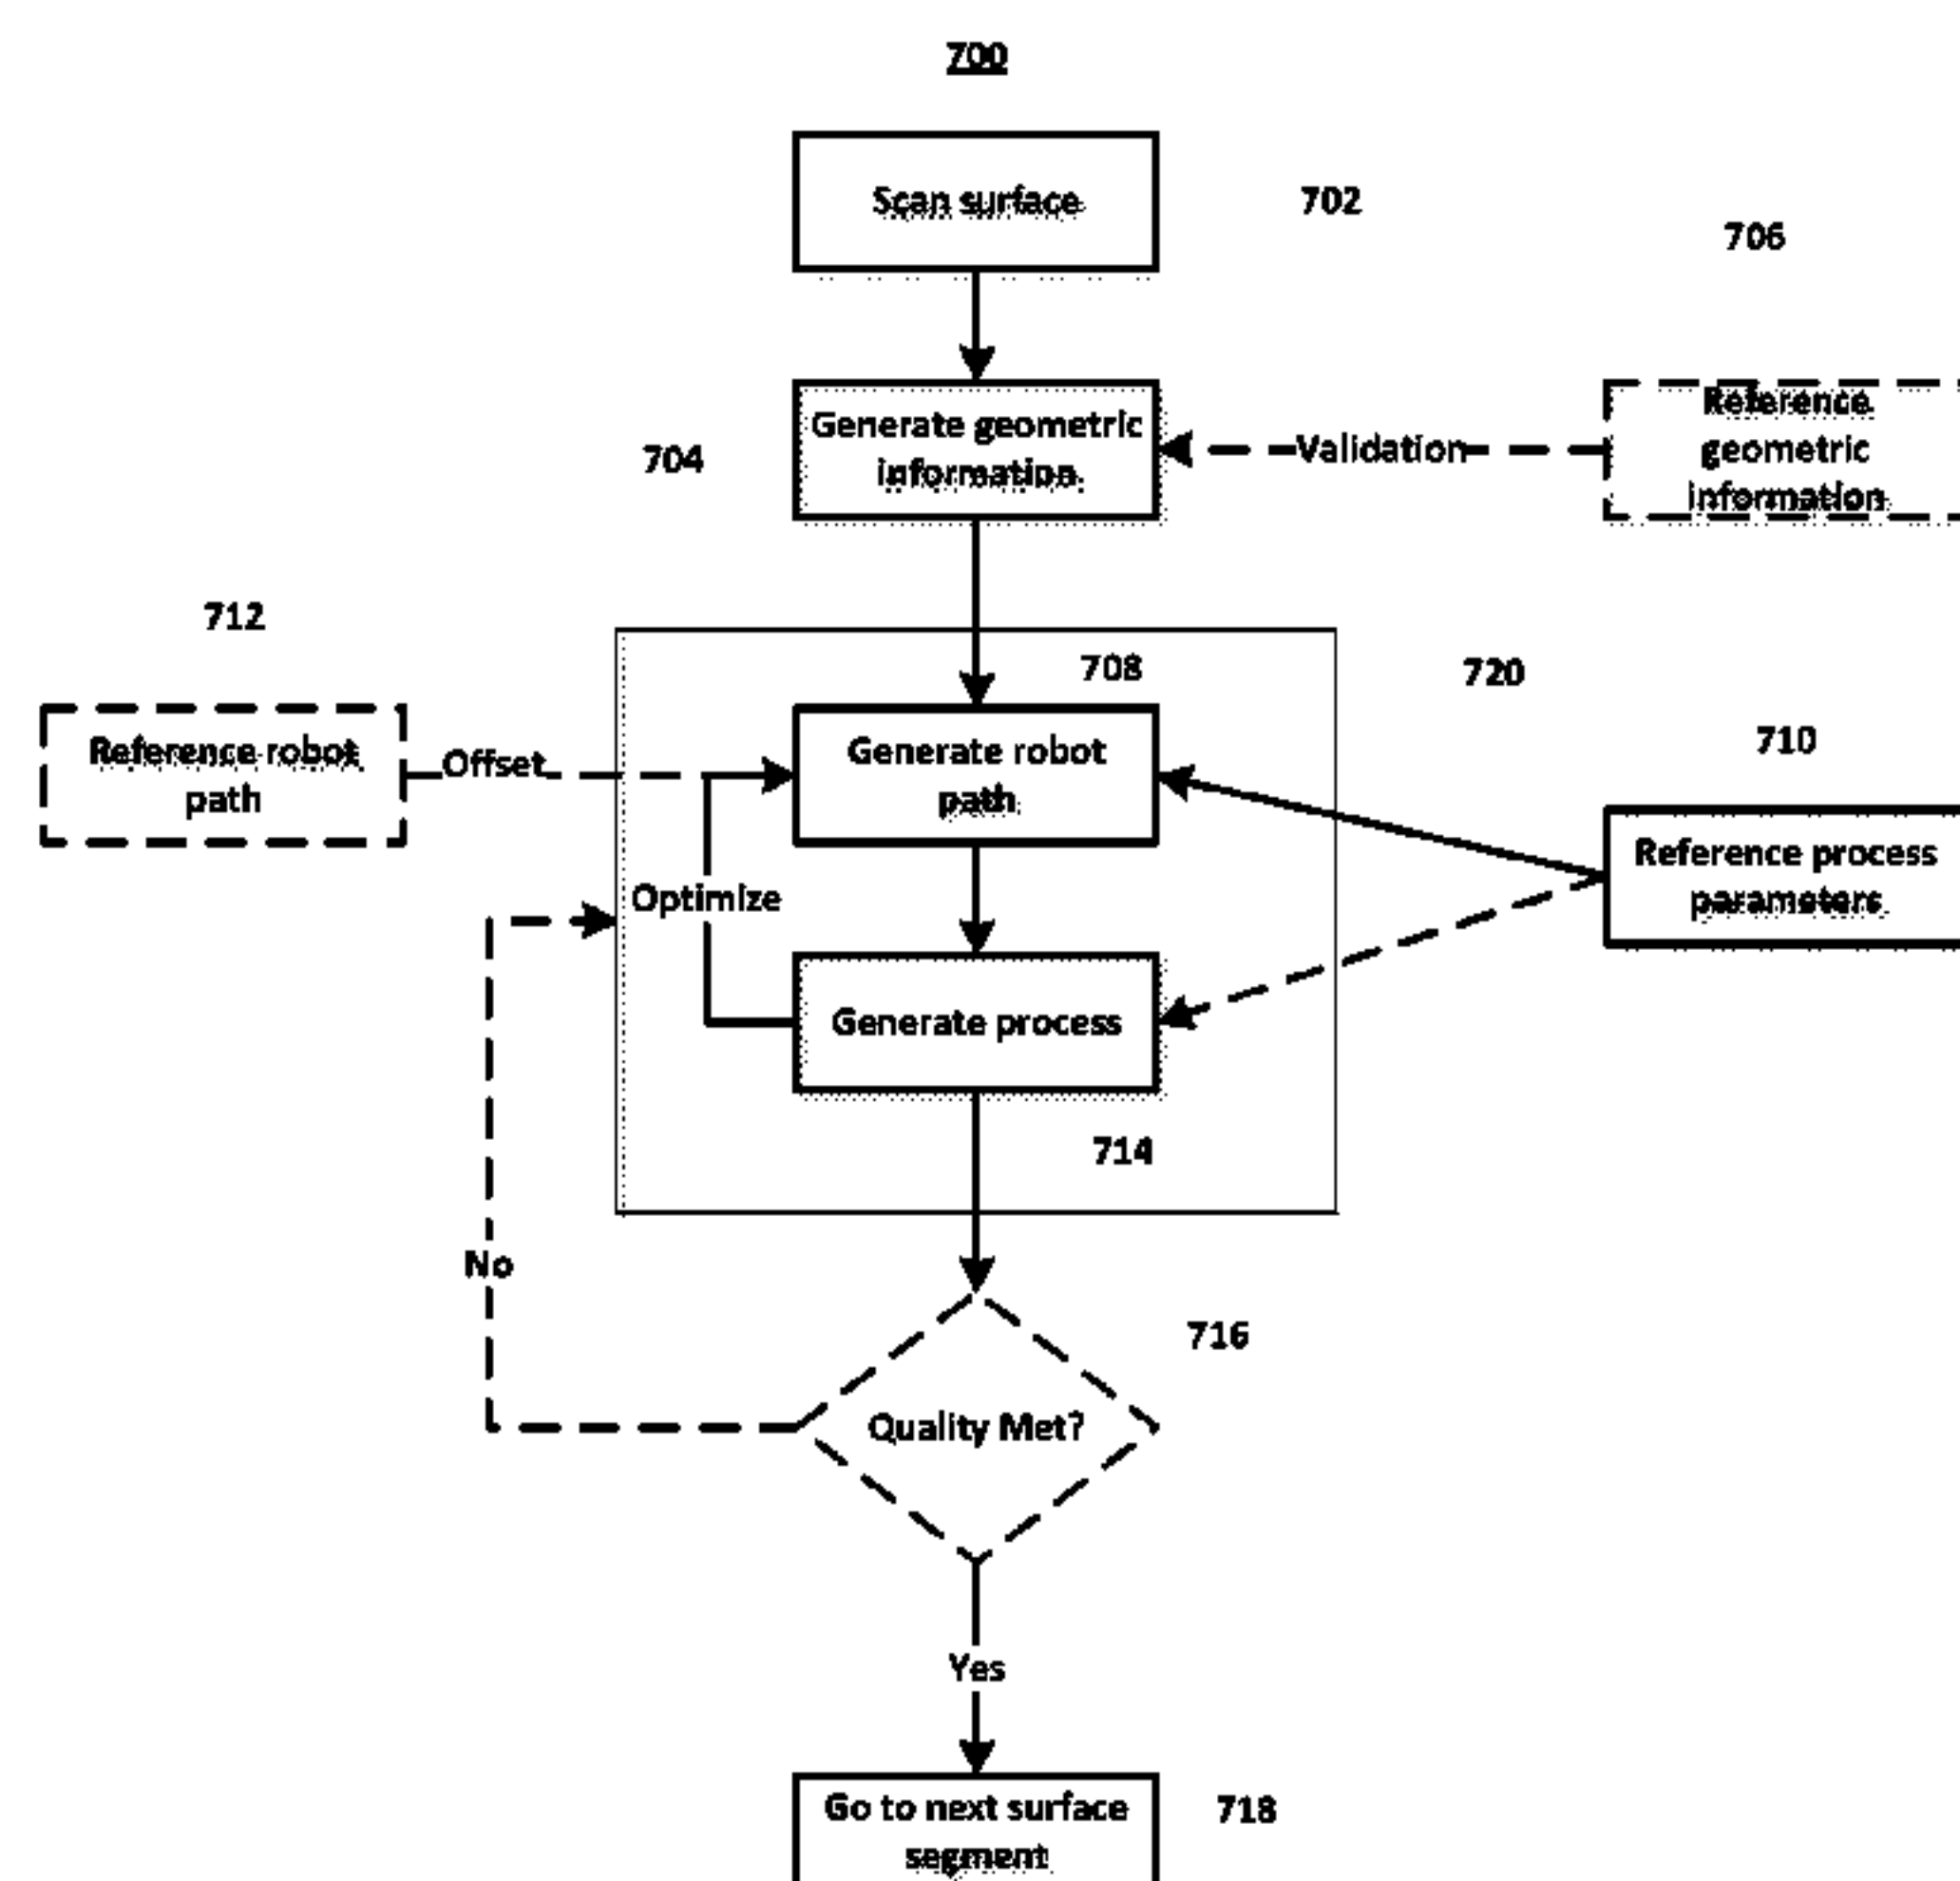 700
Scan surface
702
706
Generate geometric
information
704
Validation
Reference
geometric
information
712
708
720
Reference robot
path
Offset
Generate robot
path
710
Reference process
parameters
Optimize
Generate process
714
No
716
Quality Met?
Yes
Go to next surface
segment
718